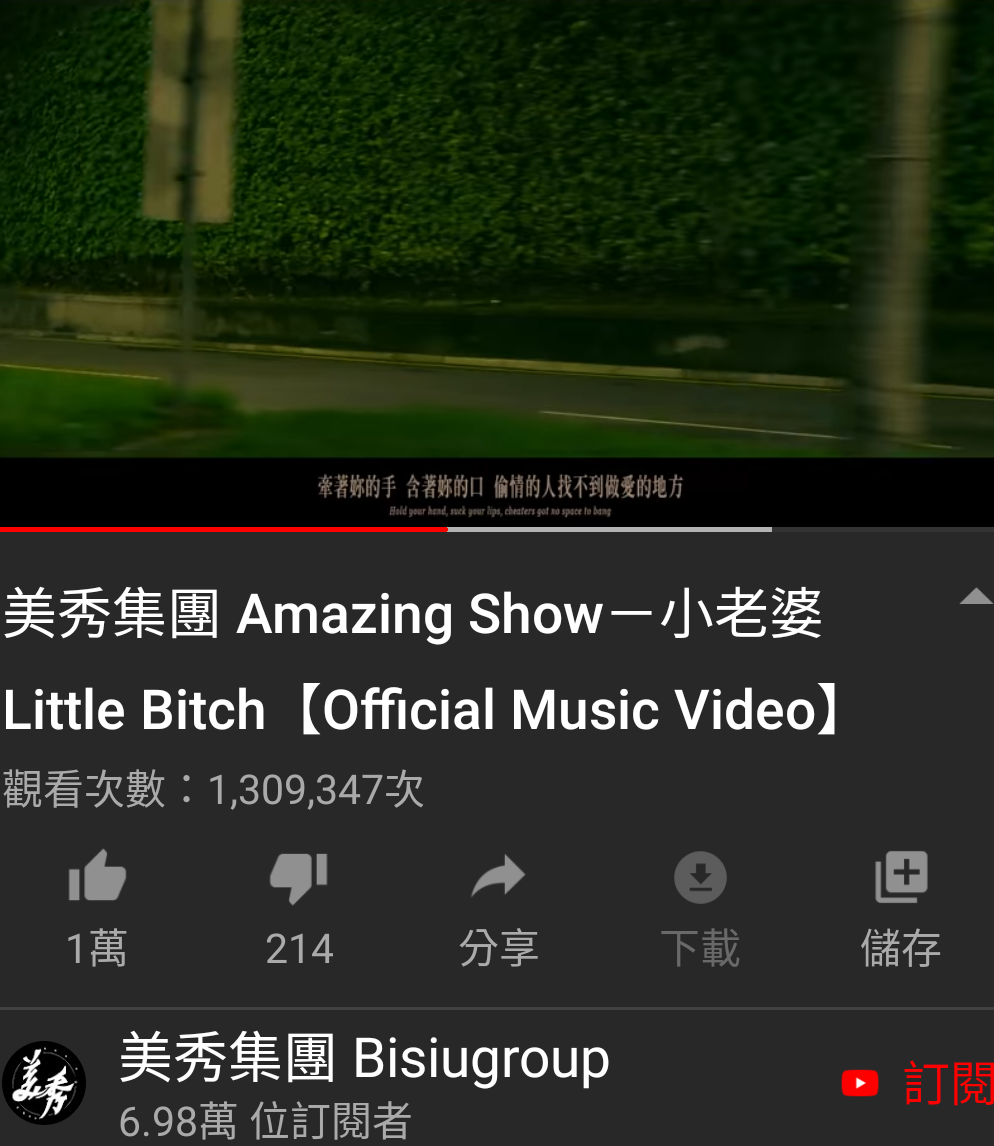 牽著妳的手 含著妳的口 偷情的人找不到做愛的地方
Hold your hand, suck your lips, cheaters got no space to bang
美秀集團 Amazing Show－小老婆
Little Bitch【Official Music Video】
觀看次數：1,309,347次
1萬 214 分享 下載 儲存
美秀集團 Bisiugroup
訂閱
6.98萬 位訂閱者
美秀